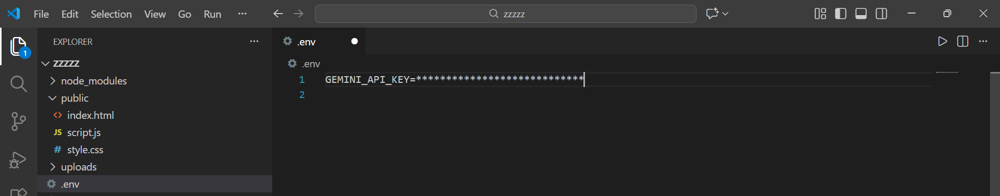 File Edit Selection View Go Run ···
zzzzz
EXPLORER ···
1
ZZZZZ
node_modules
public
<> index.html
JS script.js
# style.css
uploads
.env
.env
.env
1 GEMINI_API_KEY=****************************
2